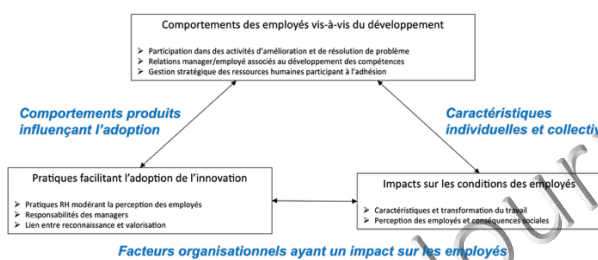 Comportements des employés vis-à-vis du développement
➢ Participation dans des activités d'amélioration et de résolution de problème
➢ Relations manager/employé associés au développement des compétences
➢ Gestion stratégique des ressources humaines participant à l'adhésion
Comportements produits
influençant l'adoption
Caractéristiques
individuelles et collectiv
Pratiques facilitant l'adoption de l'innovation
➢ Pratiques RH modérant la perception des employés
➢ Responsabilités des managers
➢ Lien entre reconnaissance et valorisation
Impacts sur les conditions des employés
➢ Caractéristiques et transformation du travail
➢ Perception des employés et conséquences sociales
Facteurs organisationnels ayant un impact sur les employés